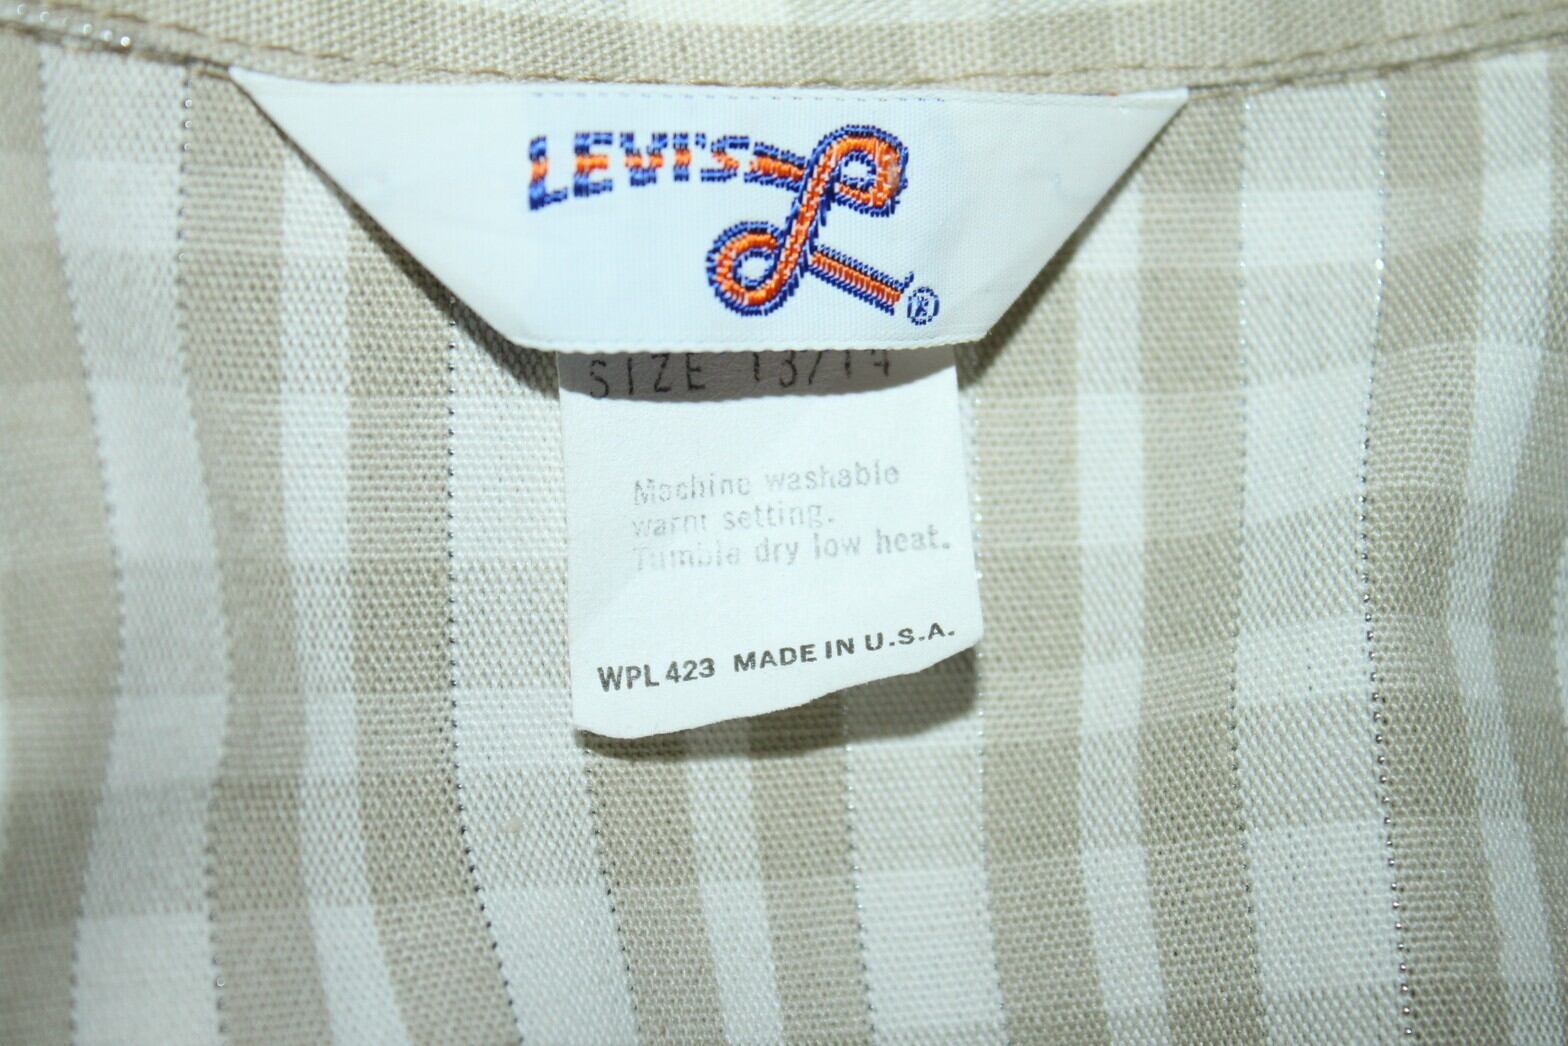 LEVI'S L ®
SIZE 13/14
Machine washable
warm setting.
Tumble dry low heat.
WPL 423 MADE IN U.S.A.